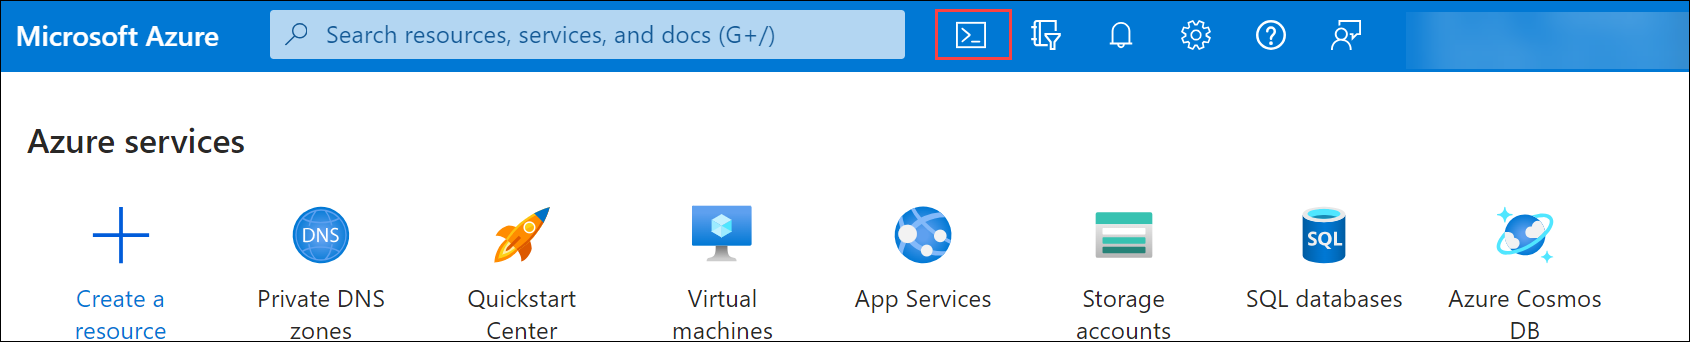 Microsoft Azure
Search resources, services, and docs (G+/)
Azure services
DNS
SQL
Create a
resource
Private DNS
zones
Quickstart
Center
Virtual
machines
App Services
Storage
accounts
SQL databases
Azure Cosmos
DB